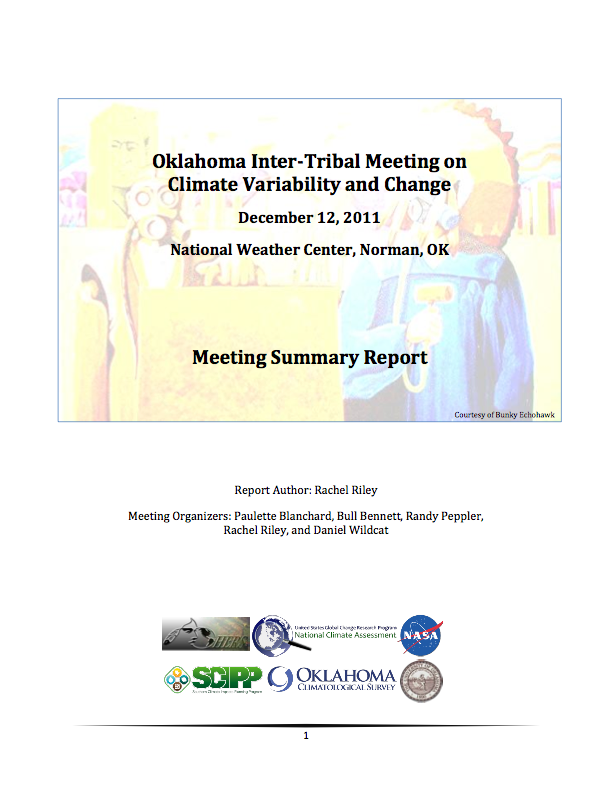 Oklahoma Inter-Tribal Meeting on
Climate Variability and Change
December 12, 2011
National Weather Center, Norman, OK
Meeting Summary Report
Courtesy of Bunky Echohawk
Report Author: Rachel Riley
Meeting Organizers: Paulette Blanchard, Bull Bennett, Randy Peppler,
Rachel Riley, and Daniel Wildcat
United States Global Change Research Program
National Climate Assessment
NASA
SCIPP
Southern Climate Impacts Planning Program
OKLAHOMA
CLIMATOLOGICAL SURVEY
1